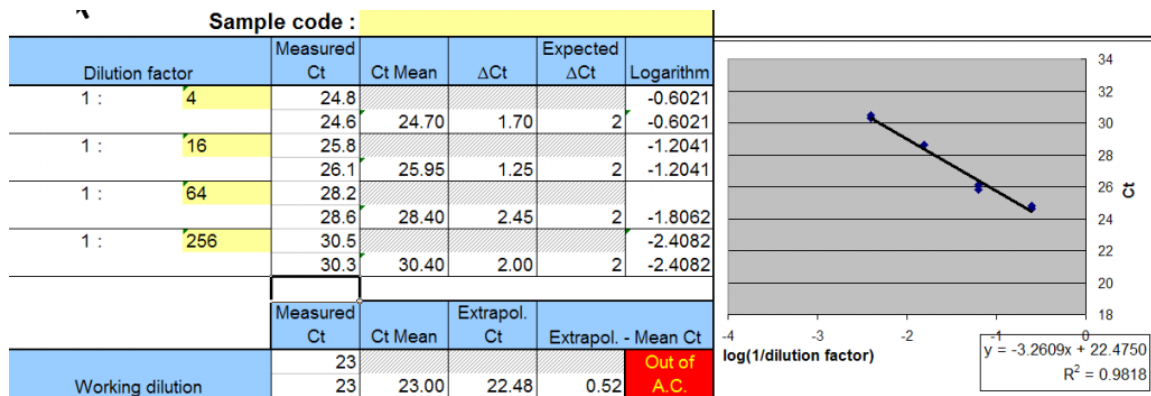 Sample code :
Measured Expected
Dilution factor Ct Ct Mean ΔCt ΔCt Logarithm
1 : 4 24.8 -0.6021
24.6 24.70 1.70 2 -0.6021
1 : 16 25.8 -1.2041
26.1 25.95 1.25 2 -1.2041
1 : 64 28.2
28.6 28.40 2.45 2 -1.8062
1 : 256 30.5 -2.4082
30.3 30.40 2.00 2 -2.4082
Measured Extrapol.
Ct Ct Mean Ct Extrapol. - Mean Ct
23 Out of
Working dilution 23 23.00 22.48 0.52 A.C.
34
32
30
28
26
24
22
20
18
Ct
-4 -3 -2 -1 0
log(1/dilution factor)
y = -3.2609x + 22.4750
R² = 0.9818